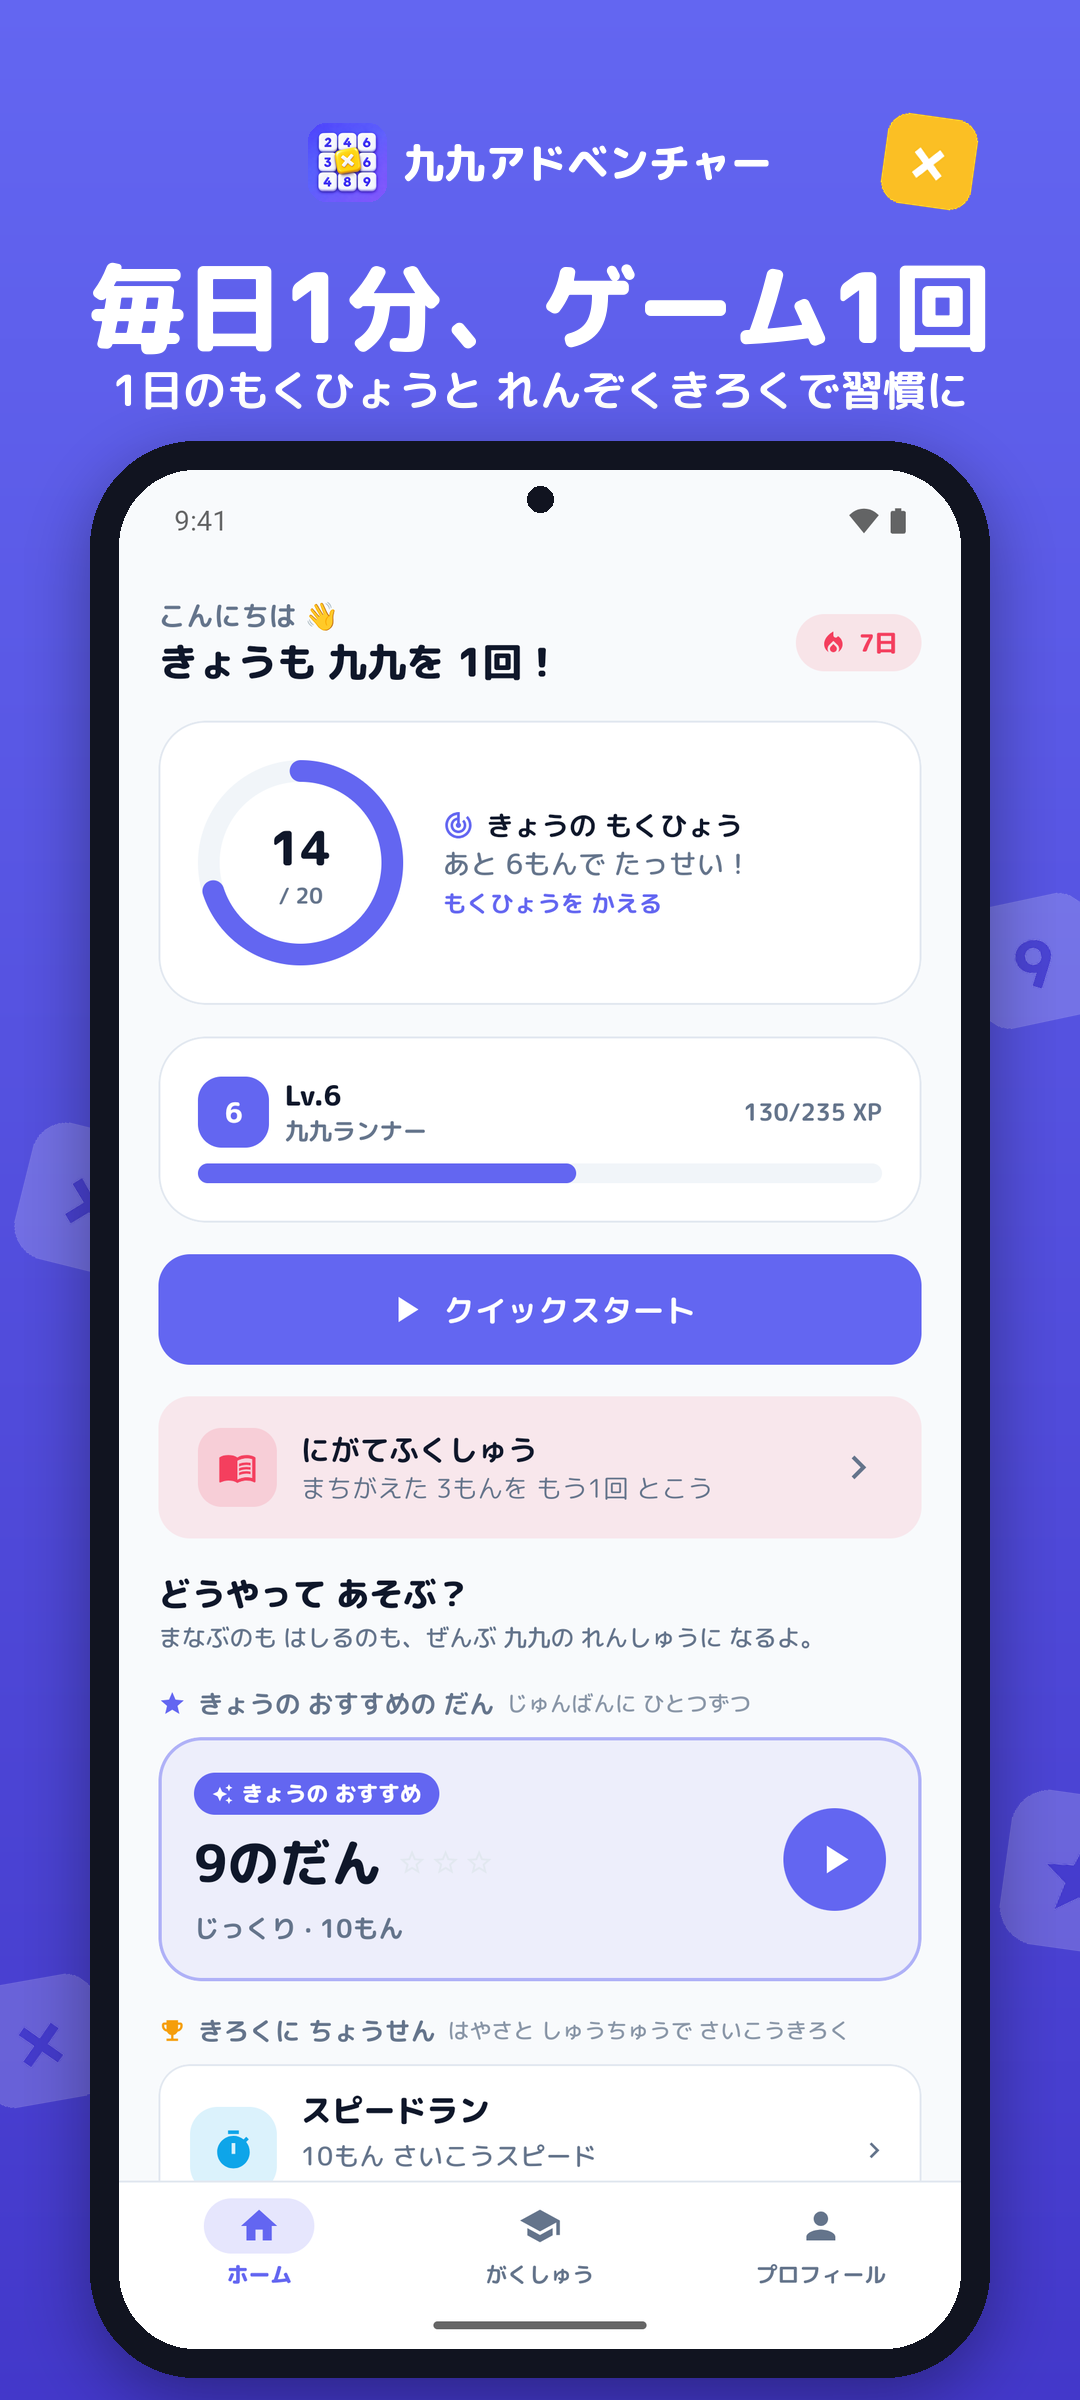 2 4 6
3 × 6
4 8 9
九九アドベンチャー
×
毎日1分、ゲーム1回
1日のもくひょうと れんぞくきろくで習慣に
9:41
こんにちは 👋
きょうも 九九を 1回！
7日
14
/ 20
きょうの もくひょう
あと 6もんで たっせい！
もくひょうを かえる
9
6
Lv.6
九九ランナー
130/235 XP
×
クイックスタート
にがてふくしゅう
まちがえた 3もんを もう1回 とこう
どうやって あそぶ？
まなぶのも はしるのも、ぜんぶ 九九の れんしゅうに なるよ。
きょうの おすすめの だん じゅんばんに ひとつずつ
きょうの おすすめ
9のだん
じっくり · 10もん
きろくに ちょうせん はやさと しゅうちゅうで さいこうきろく
×
スピードラン
10もん さいこうスピード
ホーム
がくしゅう
プロフィール